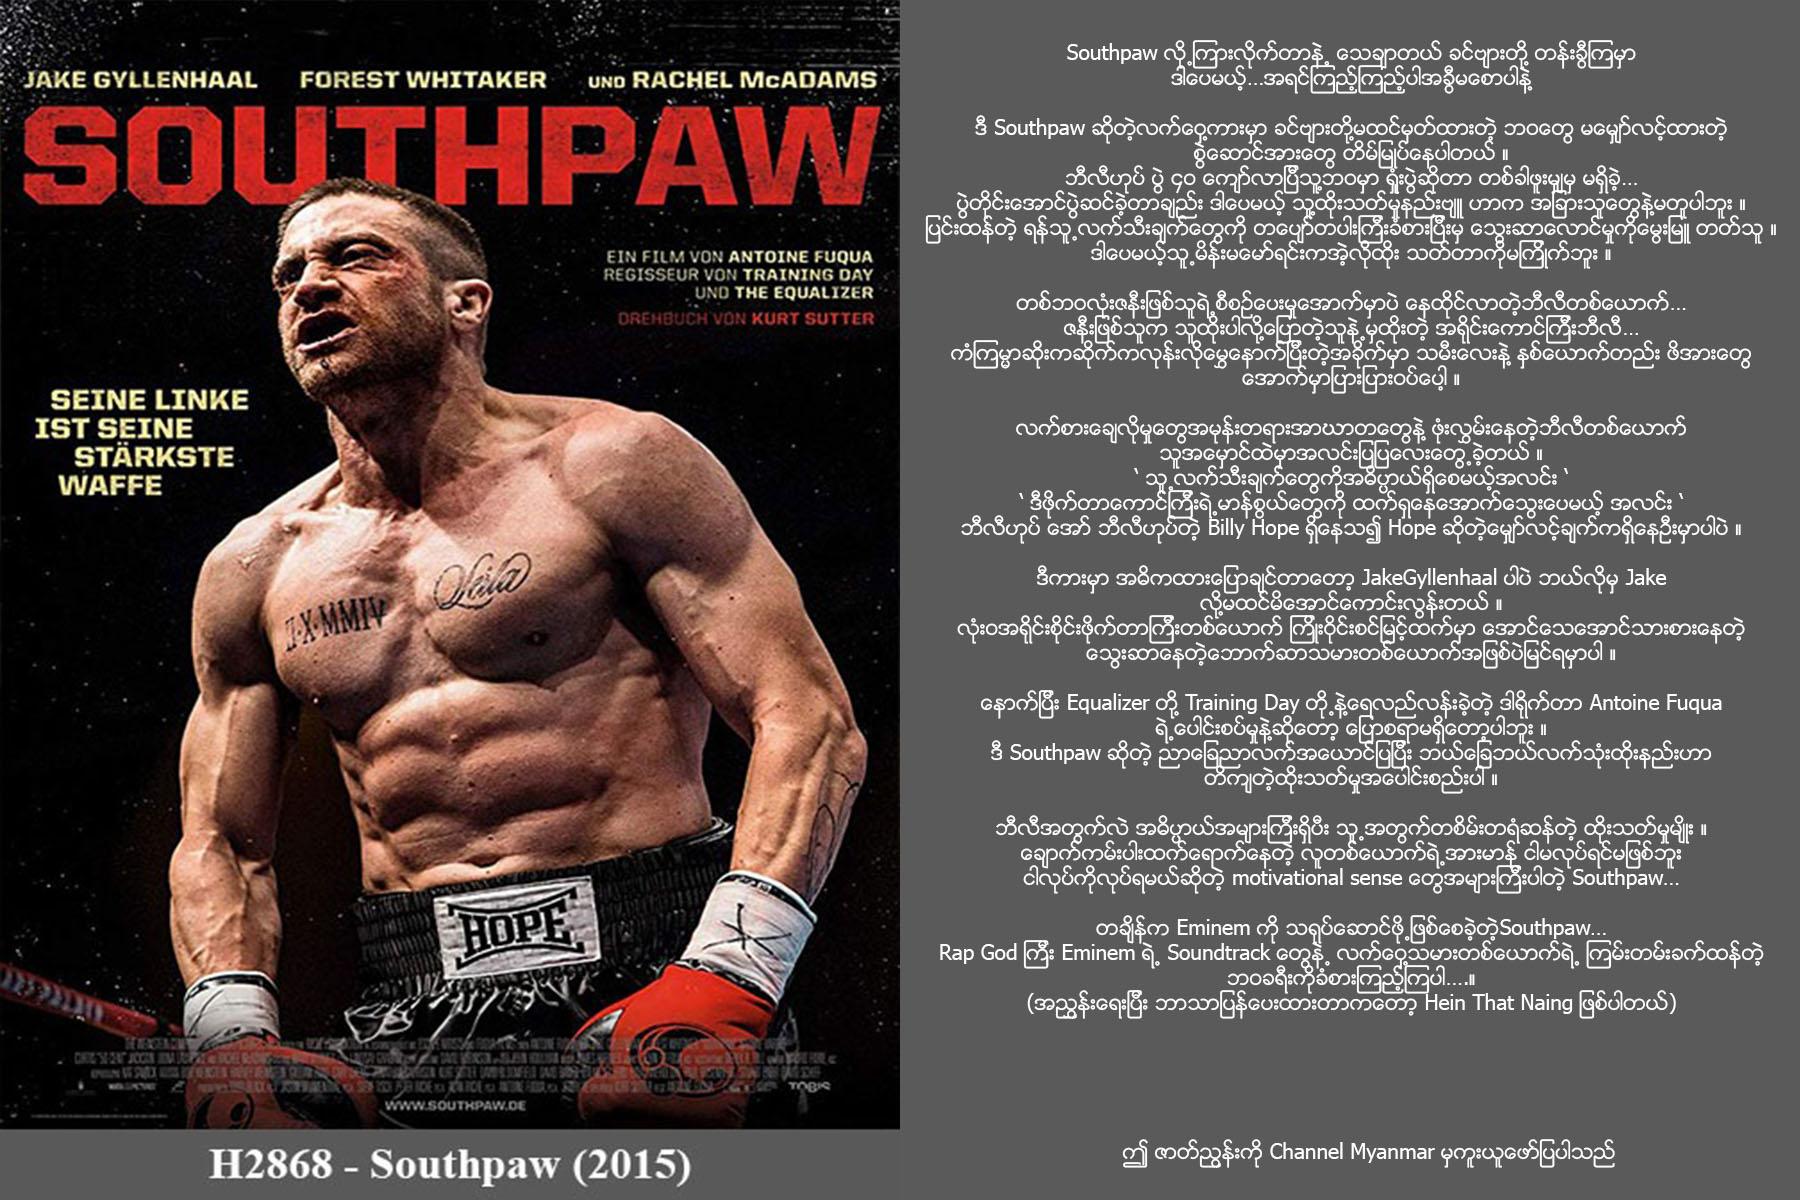 JAKE GYLLENHAAL FOREST WHITAKER UND RACHEL McADAMS
SOUTHPAW
EIN FILM VON ANTOINE FUQUA
REGISSEUR VON TRAINING DAY
UND THE EQUALIZER
DREHBUCH VON KURT SUTTER
SEINE LINKE
IST SEINE
STÄRKSTE
WAFFE
Laila
II·X·MMIV
HOPE
TOBIS
WWW.SOUTHPAW.DE
H2868 - Southpaw (2015)
Southpaw လို့ကြားလိုက်တာနဲ့ သေချာတယ် ခင်ဗျားတို့ တန်းခွီကြမှာ
ဒါပေမယ့်...အရင်ကြည့်ကြည့်ပါအခွီမစောပါနဲ့
ဒီ Southpaw ဆိုတဲ့လက်ဝှေ့ကားမှာ ခင်ဗျားတို့မထင်မှတ်ထားတဲ့ ဘဝတွေ မမျှော်လင့်ထားတဲ့
စွဲဆောင်အားတွေ တိမ်မြုပ်နေပါတယ် ။
ဘီလီဟုပ် ပွဲ ၄၀ ကျော်လာပြီသူ့ဘဝမှာ ရှုံးပွဲဆိုတာ တစ်ခါဖူးမျှမှ မရှိခဲ့...
ပွဲတိုင်းအောင်ပွဲဆင်ခဲ့တာချည်း ဒါပေမယ့် သူ့ထိုးသတ်မှုနည်းဗျူ ဟာက အခြားသူတွေနဲ့မတူပါဘူး ။
ပြင်းထန်တဲ့ ရန်သူ့လက်သီးချက်တွေကို တပျော်တပါးကြီးခံစားပြီးမှ သွေးဆာလောင်မှုကိုမွေးမြူ တတ်သူ ။
ဒါပေမယ့်သူ့မိန်းမမော်ရင်းကအဲ့လိုထိုး သတ်တာကိုမကြိုက်ဘူး ။
တစ်ဘဝလုံးဇနီးဖြစ်သူရဲ့စီစဉ်ပေးမှုအောက်မှာပဲ နေထိုင်လာတဲ့ဘီလီတစ်ယောက်...
ဇနီးဖြစ်သူက သူထိုးပါလို့ပြောတဲ့သူနဲ့မှထိုးတဲ့ အရိုင်းကောင်ကြီးဘီလီ...
ကံကြမ္မာဆိုးကဆိုက်ကလုန်းလိုမွှေနောက်ပြီးတဲ့အခိုက်မှာ သမီးလေးနဲ့ နှစ်ယောက်တည်း ဖိအားတွေ
အောက်မှာပြားပြားဝပ်ပေ့ါ ။
လက်စားချေလိုမှုတွေအမုန်းတရားအာဃာတတွေနဲ့ ဖုံးလွှမ်းနေတဲ့ဘီလီတစ်ယောက်
သူအမှောင်ထဲမှာအလင်းပြပြလေးတွေ့ခဲ့တယ် ။
` သူ့လက်သီးချက်တွေကိုအဓိပ္ပာယ်ရှိစေမယ့်အလင်း `
` ဒီဖိုက်တာကောင်ကြီးရဲ့မာန်စွယ်တွေကို ထက်ရှနေအောက်သွေးပေမယ့် အလင်း `
ဘီလီဟုပ် အော် ဘီလီဟုပ်တဲ့ Billy Hope ရှိနေသ၍ Hope ဆိုတဲ့မျှော်လင့်ချက်ကရှိနေဦးမှာပါပဲ ။
ဒီကားမှာ အဓိကထားပြောချင်တာတော့ JakeGyllenhaal ပါပဲ ဘယ်လိုမှ Jake
လို့မထင်မိအောင်ကောင်းလွန်းတယ် ။
လုံးဝအရိုင်းစိုင်းဖိုက်တာကြီးတစ်ယောက် ကြိုးဝိုင်းစင်မြင့်ထက်မှာ အောင်သေအောင်သားစားနေတဲ့
သွေးဆာနေတဲ့ဘောက်ဆာသမားတစ်ယောက်အဖြစ်ပဲမြင်ရမှာပါ ။
နောက်ပြီး Equalizer တို့ Training Day တို့နဲ့ရေလည်လန်းခဲ့တဲ့ ဒါရိုက်တာ Antoine Fuqua
ရဲ့ပေါင်းစပ်မှုနဲ့ဆိုတော့ ပြောစရာမရှိတော့ပါဘူး ။
ဒီ Southpaw ဆိုတဲ့ ညာခြေညာလက်အယောင်ပြပြီး ဘယ်ခြေဘယ်လက်သုံးထိုးနည်းဟာ
တိကျတဲ့ထိုးသတ်မှုအပေါင်းစည်းပါ ။
ဘီလီအတွက်လဲ အဓိပ္ပာယ်အများကြီးရှိပီး သူ့အတွက်တစိမ်းတရံဆန်တဲ့ ထိုးသတ်မှုမျိုး ။
ချောက်ကမ်းပါးထက်ရောက်နေတဲ့ လူတစ်ယောက်ရဲ့အားမာန် ငါမလုပ်ရင်မဖြစ်ဘူး
ငါလုပ်ကိုလုပ်ရမယ်ဆိုတဲ့ motivational sense တွေအများကြီးပါတဲ့ Southpaw...
တချိန်က Eminem ကို သရုပ်ဆောင်ဖို့ဖြစ်စေခဲ့တဲ့Southpaw...
Rap God ကြီး Eminem ရဲ့ Soundtrack တွေနဲ့ လက်ဝှေ့သမားတစ်ယောက်ရဲ့ ကြမ်းတမ်းခက်ထန်တဲ့
ဘဝခရီးကိုခံစားကြည့်ကြပါ....။
(အညွှန်းရေးပြီး ဘာသာပြန်ပေးထားတာကတော့ Hein That Naing ဖြစ်ပါတယ်)
ဤ ဇာတ်ညွှန်းကို Channel Myanmar မှကူးယူဖော်ပြပါသည်